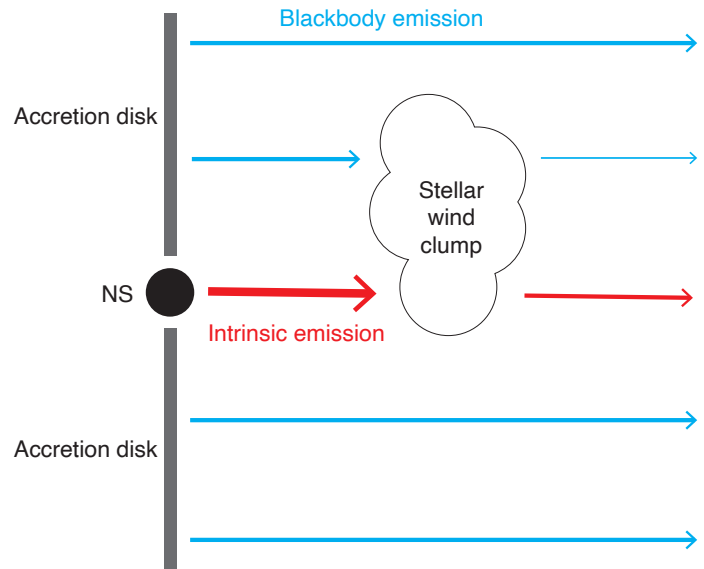 Blackbody emission
Accretion disk
Stellar
wind
clump
NS
Intrinsic emission
Accretion disk